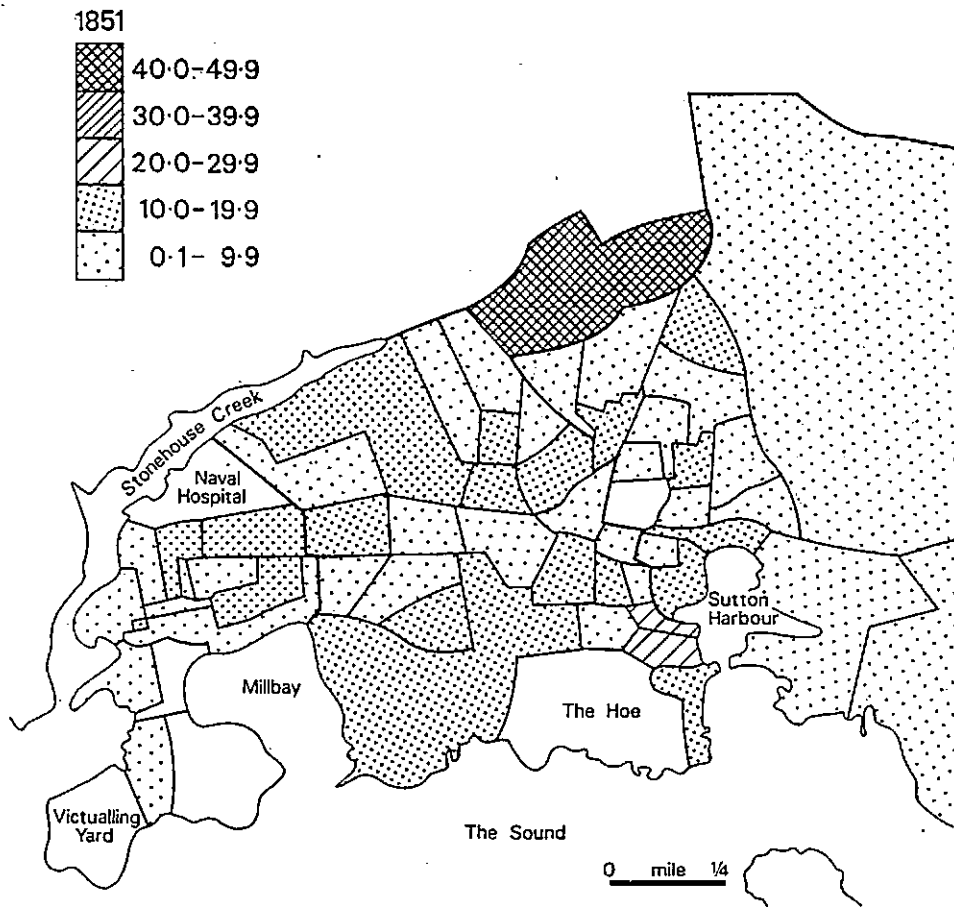 1851
40·0-49·9
30·0-39·9
20·0-29·9
10·0-19·9
0·1- 9·9
Stonehouse Creek
Naval
Hospital
Sutton
Harbour
Millbay
The Hoe
Victualling
Yard
The Sound
0 mile ¼